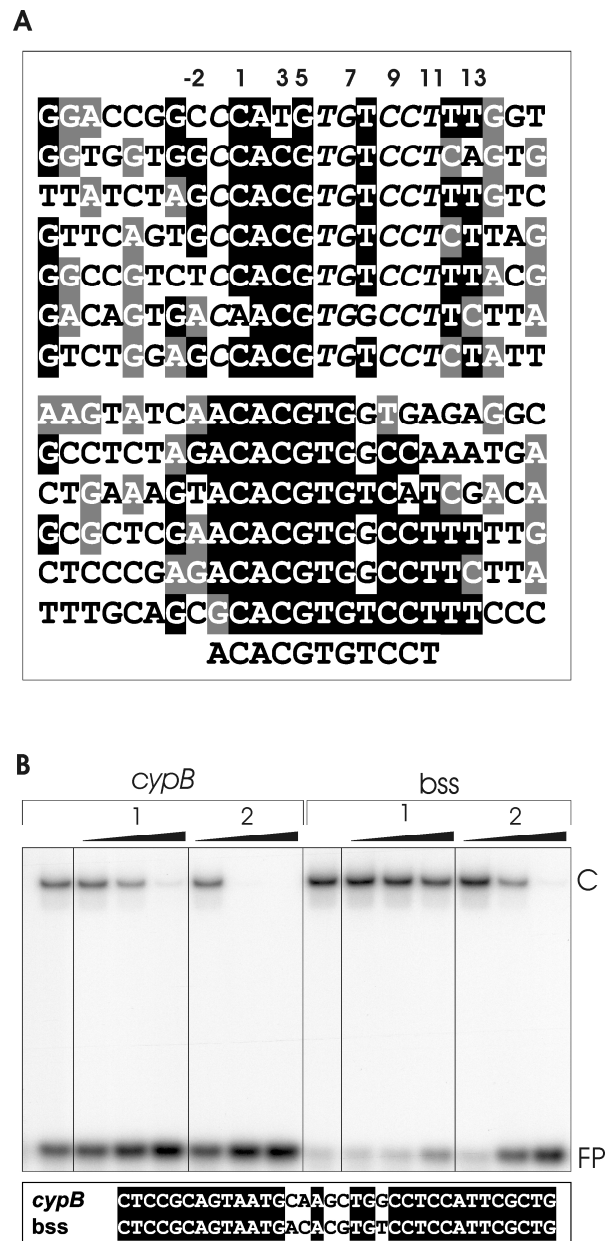 A
-2 1 3 5 7 9 11 13
GGACCGGCCCATGTGTCCTTTGGT
GGTGGTGGCCACGTGTCCTCAGTG
TTATCTAGCCACGTGTCCTTTGTC
GTTCAGTGCCACGTGTCCTCTTAG
GGCCGTCTCCACGTGTCCTTTACG
GACAGTGACAACGTGGCCTTCTTA
GTCTGGAGCCACGTGTCCTCTATT
AAGTATCAACACGTGGTGAGAGGC
GCCTCTAGACACGTGGCCAAATGA
CTGAAAGTACACGTGTCATCGACA
GCGCTCGAACACGTGGCCTTTTTG
CTCCCGAGACACGTGGCCTTCTTA
TTTGCAGCGCACGTGTCCTTTCCC
ACACGTGTCCT
B
cypB bss
1 2 1 2
C
FP
cypB CTCCGCAGTAATGCAAGCTGGCCTCCATTCGCTG
bss CTCCGCAGTAATGACACGTGTCCTCCATTCGCTG